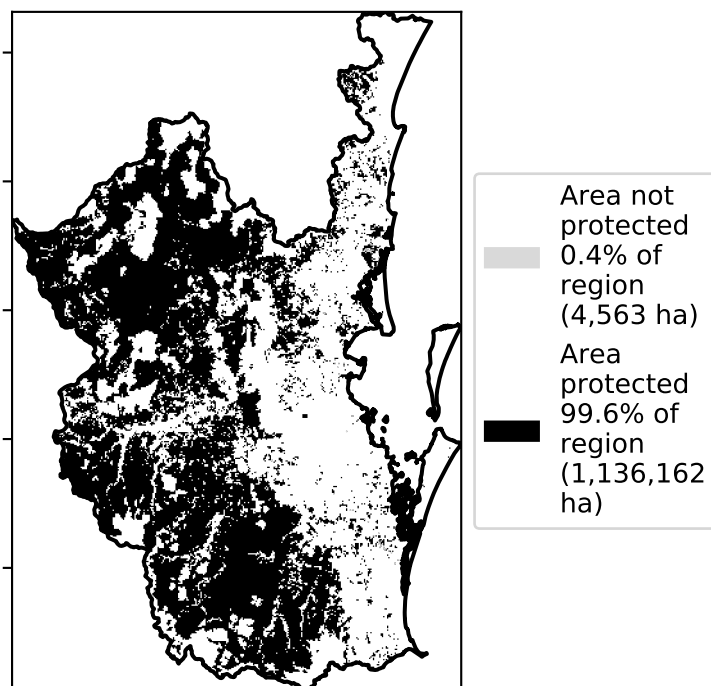 Area not
protected
0.4% of
region
(4,563 ha)
Area
protected
99.6% of
region
(1,136,162
ha)